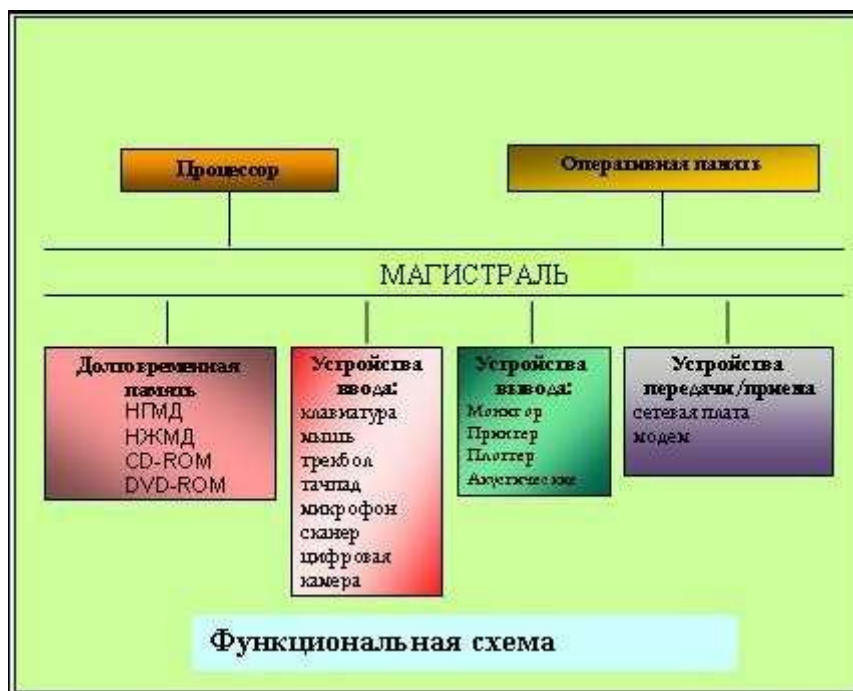 Процессор
Оперативная память
МАГИСТРАЛЬ
Долговременная
память
НГМД
НЖМД
CD-ROM
DVD-ROM
Устройства
ввода:
клавиатура
мышь
трекбол
тачпад
микрофон
сканер
цифровая
камера
Устройства
вывода:
Монитор
Принтер
Плоттер
Акустические
Устройства
передачи/приема
сетевая плата
модем
Функциональная схема